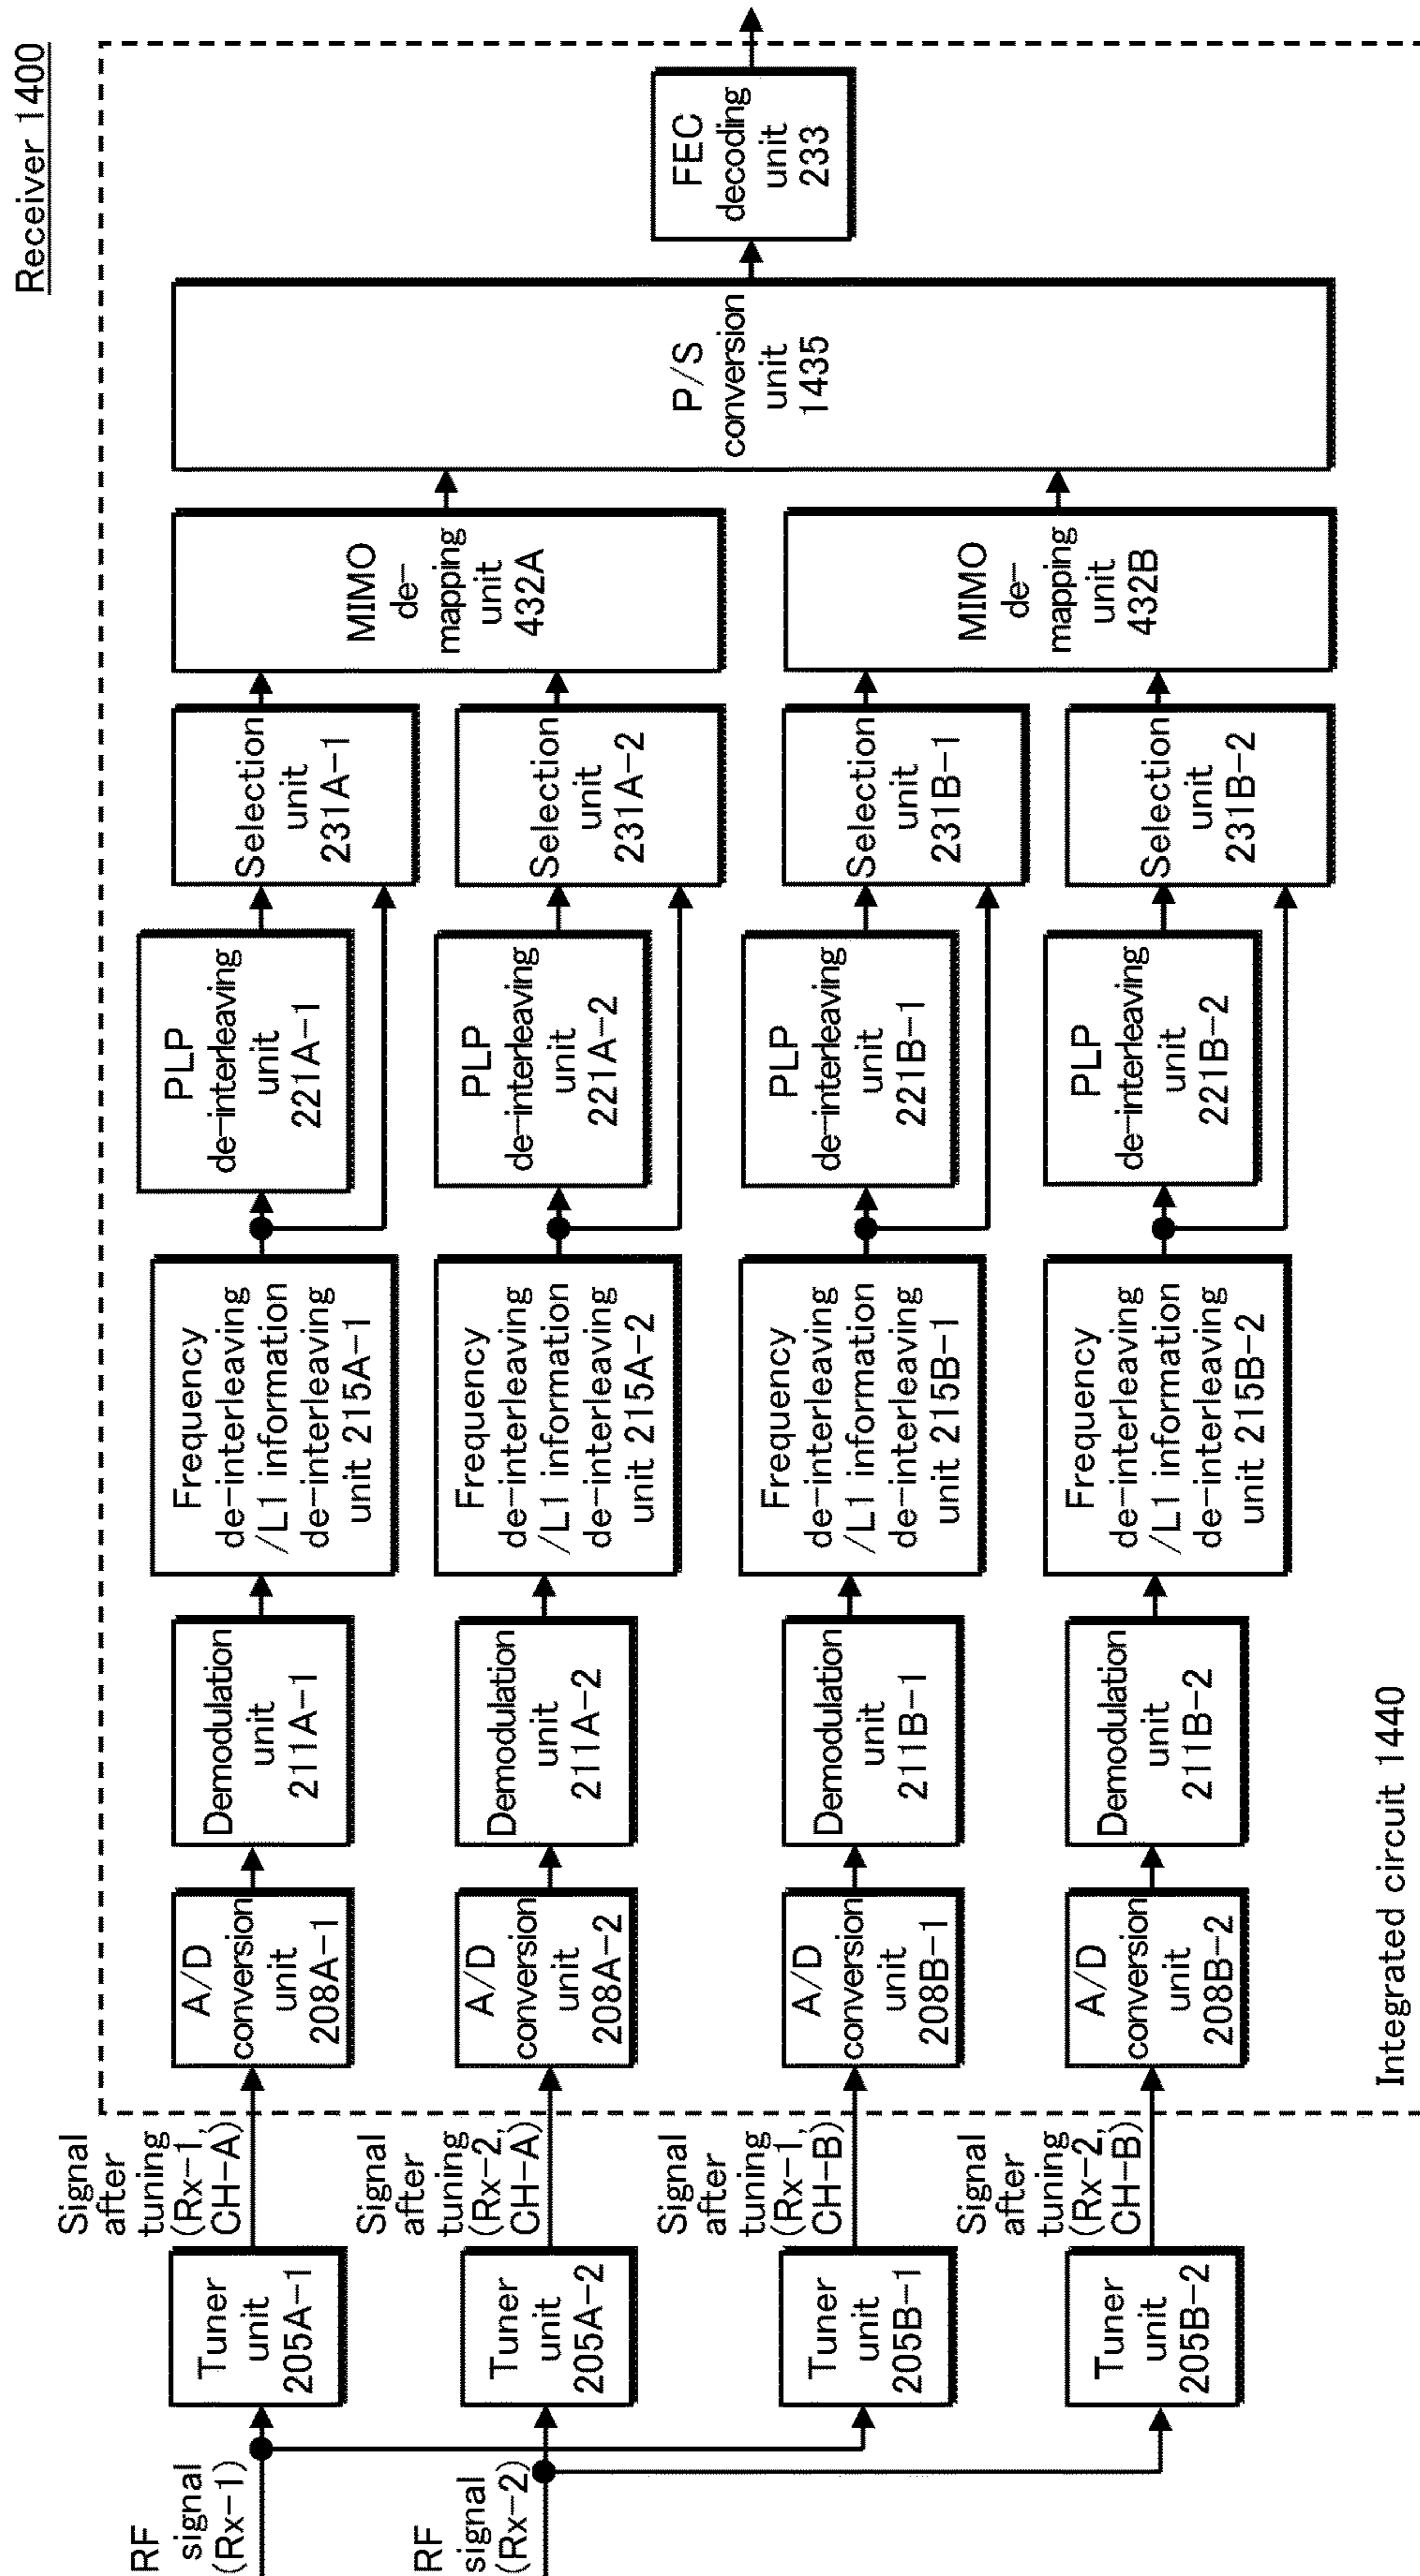 Receiver 1400
RF
signal
(Rx-1)
RF
signal
(Rx-2)
Tuner
unit
205A-1
Tuner
unit
205A-2
Tuner
unit
205B-1
Tuner
unit
205B-2
Signal
after
tuning
(Rx-1,
CH-A)
Signal
after
tuning
(Rx-2,
CH-A)
Signal
after
tuning
(Rx-1,
CH-B)
Signal
after
tuning
(Rx-2,
CH-B)
A/D
conversion
unit
208A-1
A/D
conversion
unit
208A-2
A/D
conversion
unit
208B-1
A/D
conversion
unit
208B-2
Demodulation
unit
211A-1
Demodulation
unit
211A-2
Demodulation
unit
211B-1
Demodulation
unit
211B-2
Frequency
de-interleaving
/L1 information
de-interleaving
unit 215A-1
Frequency
de-interleaving
/L1 information
de-interleaving
unit 215A-2
Frequency
de-interleaving
/L1 information
de-interleaving
unit 215B-1
Frequency
de-interleaving
/L1 information
de-interleaving
unit 215B-2
PLP
de-interleaving
unit
221A-1
PLP
de-interleaving
unit
221A-2
PLP
de-interleaving
unit
221B-1
PLP
de-interleaving
unit
221B-2
Selection
unit
231A-1
Selection
unit
231A-2
Selection
unit
231B-1
Selection
unit
231B-2
MIMO
de-
mapping
unit
432A
MIMO
de-
mapping
unit
432B
P/S
conversion
unit
1435
FEC
decoding
unit
233
Integrated circuit 1440